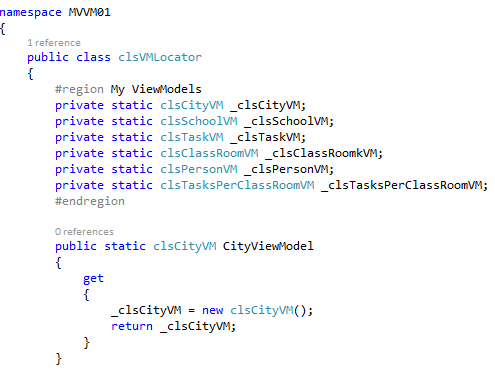 namespace MVVM01
{
1 reference
public class clsVMLocator
{
#region My ViewModels
private static clsCityVM _clsCityVM;
private static clsSchoolVM _clsSchoolVM;
private static clsTaskVM _clsTaskVM;
private static clsClassRoomVM _clsClassRoomkVM;
private static clsPersonVM _clsPersonVM;
private static clsTasksPerClassRoomVM _clsTasksPerClassRoomVM;
#endregion
0 references
public static clsCityVM CityViewModel
{
get
{
_clsCityVM = new clsCityVM();
return _clsCityVM;
}
}